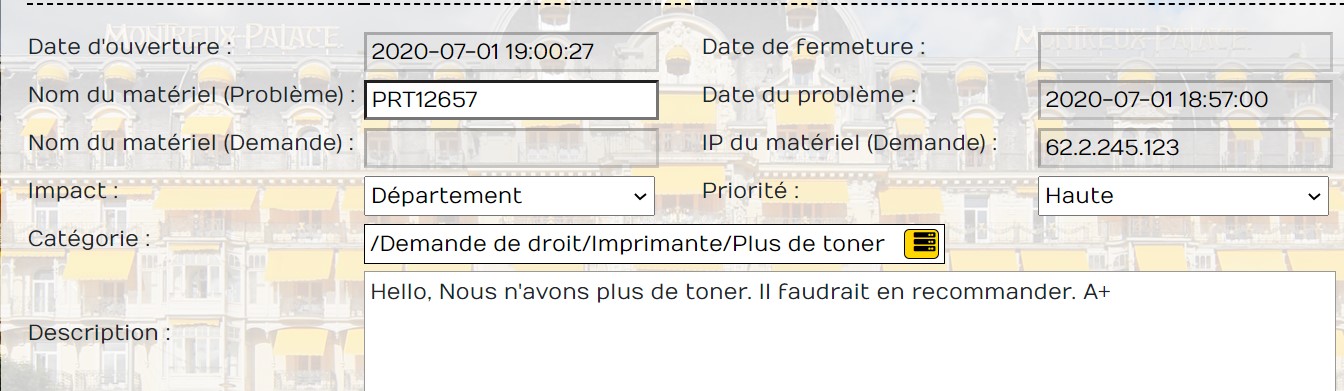 MONTREUX-PALACE MONTREUX-PALACE
Date d'ouverture : 2020-07-01 19:00:27 Date de fermeture :
Nom du matériel (Problème) : PRT12657 Date du problème : 2020-07-01 18:57:00
Nom du matériel (Demande) : IP du matériel (Demande) : 62.2.245.123
Impact : Département Priorité : Haute
Catégorie : /Demande de droit/Imprimante/Plus de toner
Hello, Nous n'avons plus de toner. Il faudrait en recommander. A+
Description :